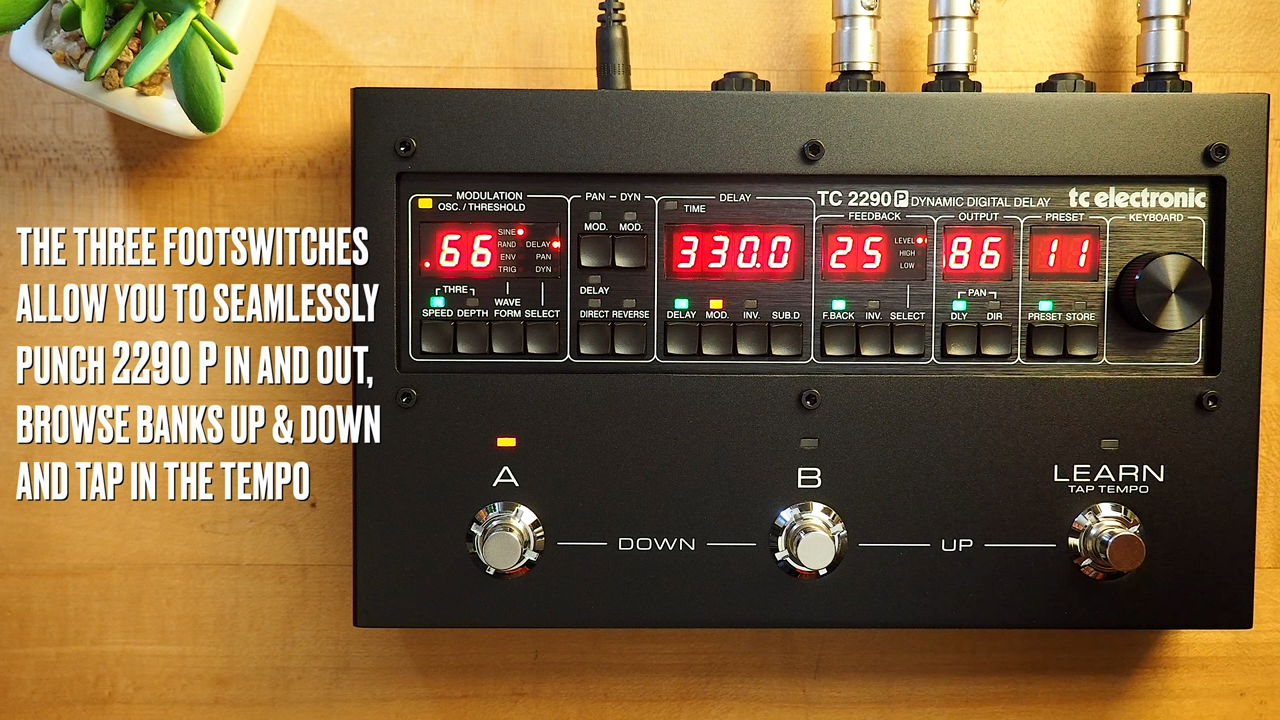 THE THREE FOOTSWITCHES
ALLOW YOU TO SEAMLESSLY
PUNCH 2290 P IN AND OUT,
BROWSE BANKS UP & DOWN
AND TAP IN THE TEMPO
TC 2290 P DYNAMIC DIGITAL DELAY
tc electronic
MODULATION
OSC. / THRESHOLD
.66
SINE
RAND
ENV
TRIG
DELAY
PAN
DYN
THRE
SPEED DEPTH WAVE FORM SELECT
PAN – DYN
MOD. MOD.
DELAY
DIRECT REVERSE
DELAY
TIME
330.0
DELAY MOD. INV. SUB.D
FEEDBACK
25
LEVEL
HIGH
LOW
F.BACK INV. SELECT
OUTPUT
86
PAN
DLY DIR
PRESET
11
PRESET STORE
KEYBOARD
A B LEARN
TAP TEMPO
DOWN UP